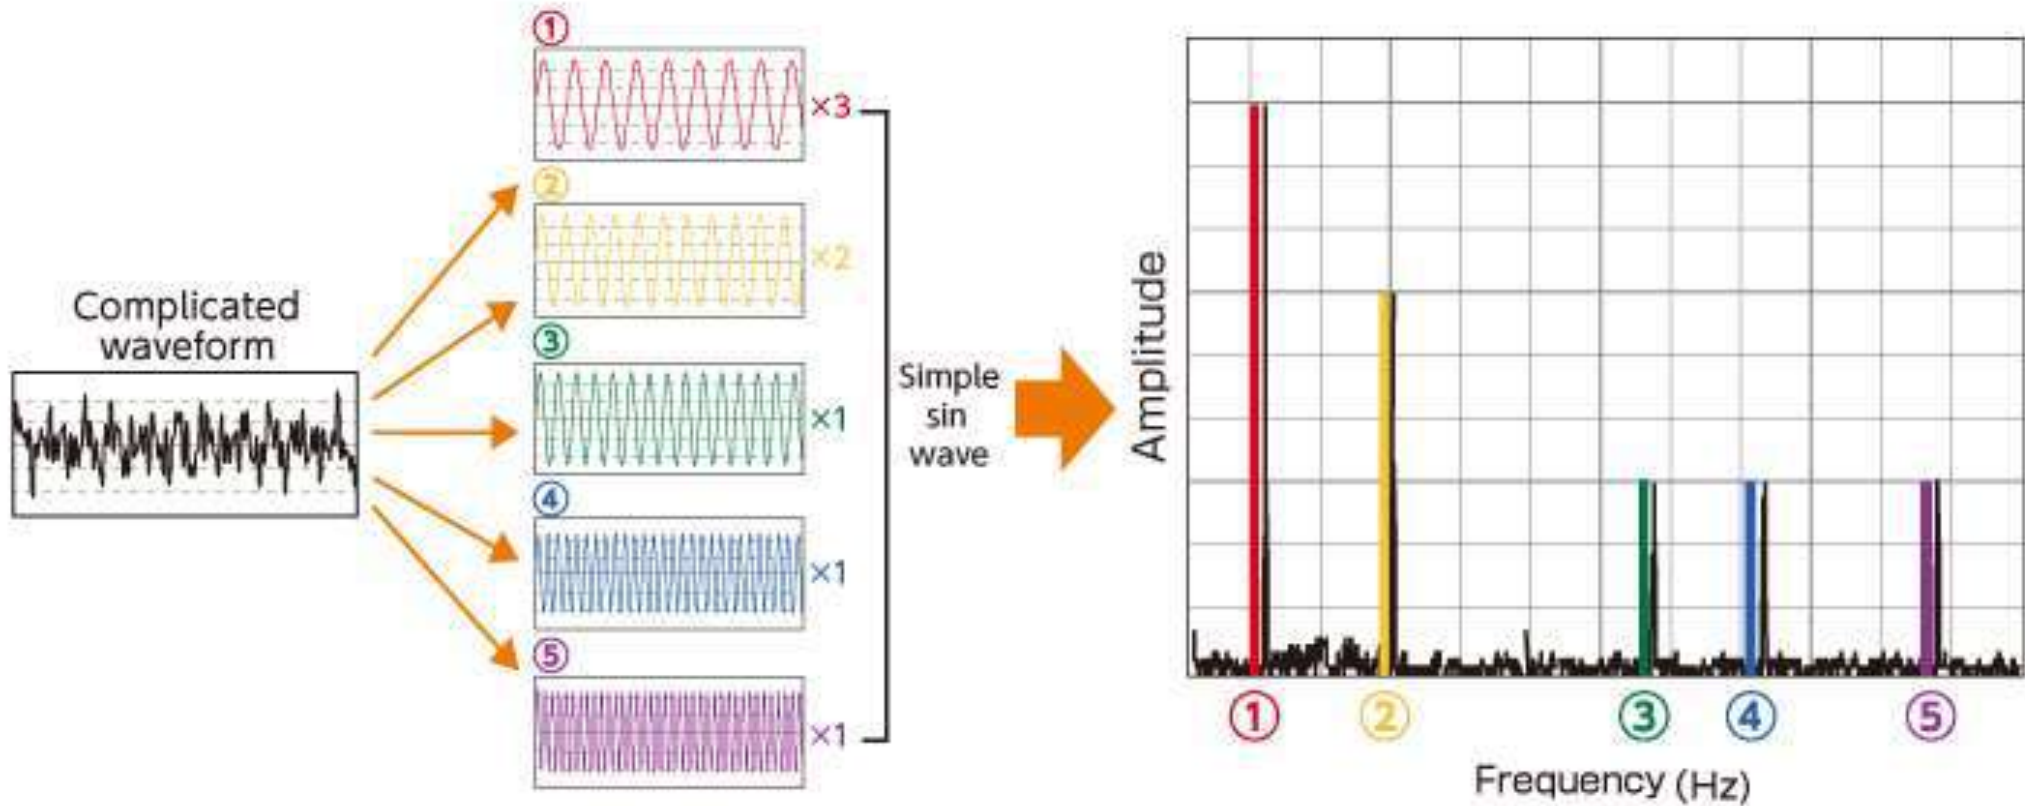 Complicated
waveform
①
×3
②
×2
③
×1
④
×1
⑤
×1
Simple
sin
wave
Amplitude
① ② ③ ④ ⑤
Frequency (Hz)